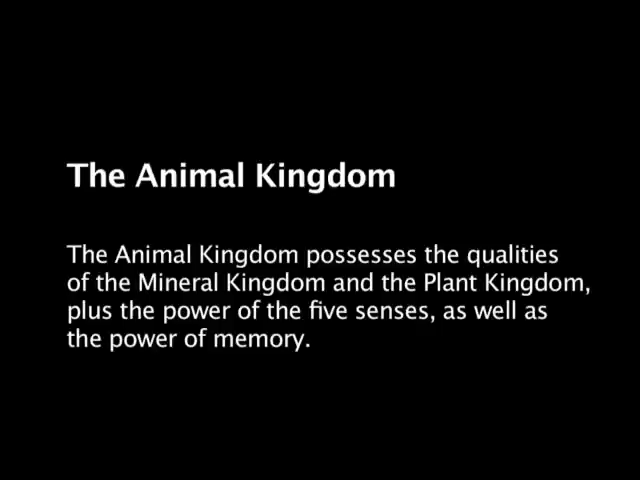 The Animal Kingdom
The Animal Kingdom possesses the qualities
of the Mineral Kingdom and the Plant Kingdom,
plus the power of the five senses, as well as
the power of memory.